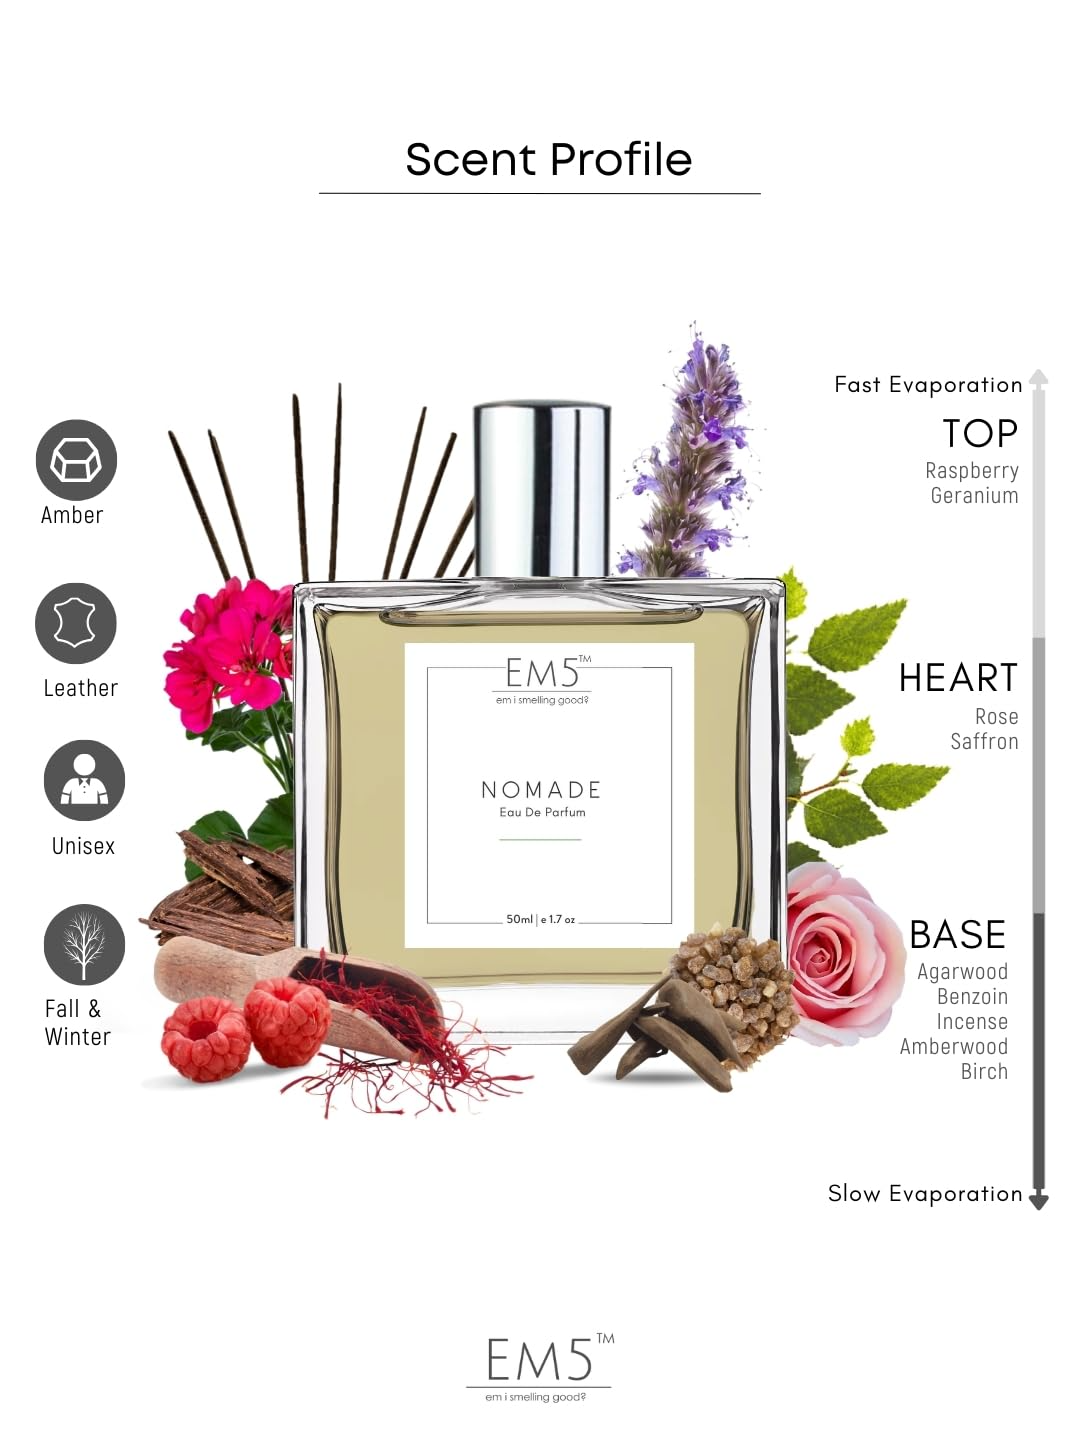 Scent Profile
Amber
Leather
Unisex
Fall &
Winter
EM5™
em i smelling good?
NOMADE
Eau De Parfum
50ml | e 1.7 oz
Fast Evaporation
TOP
Raspberry
Geranium
HEART
Rose
Saffron
BASE
Agarwood
Benzoin
Incense
Amberwood
Birch
Slow Evaporation
EM5™
em i smelling good?